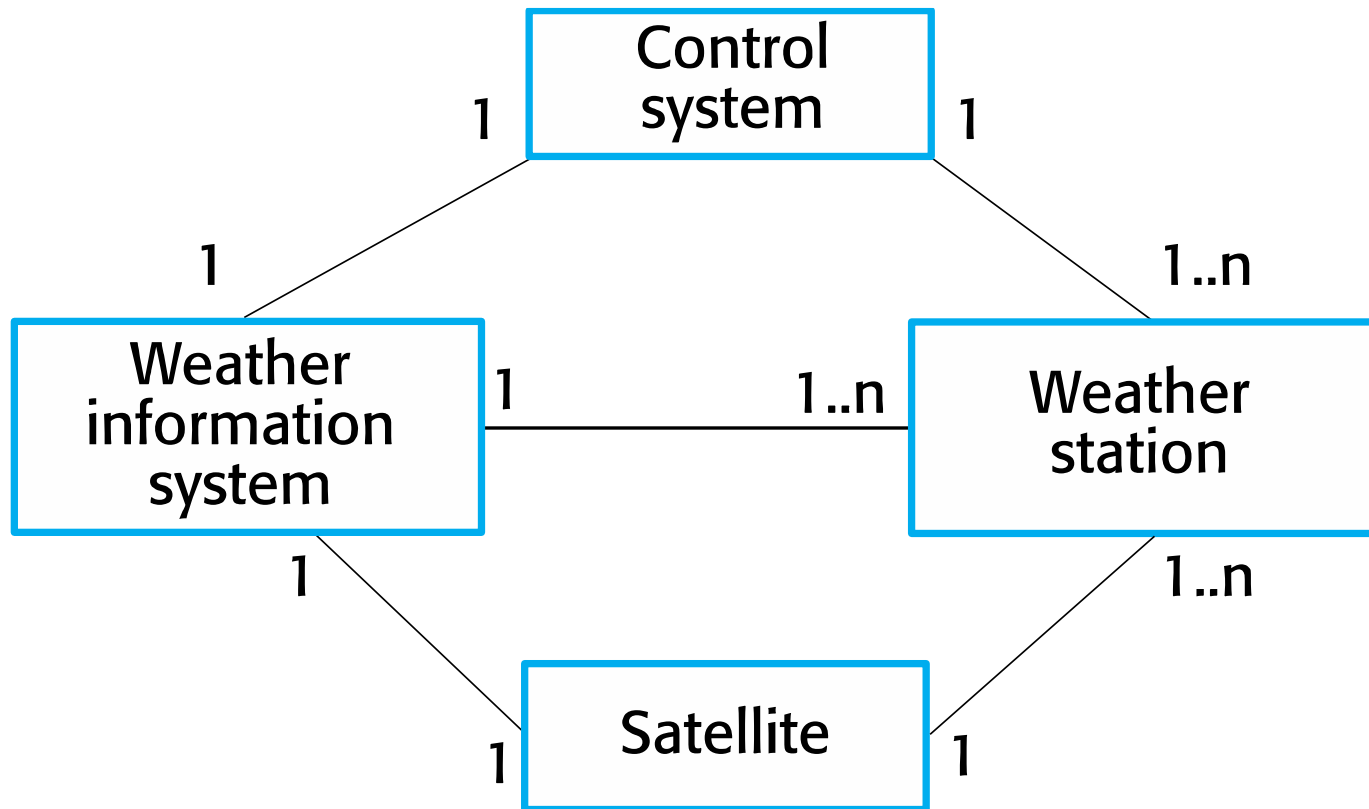 Control
system
1
1
1
1..n
Weather
information
system
1
1..n
Weather
station
1
1..n
Satellite
1
1